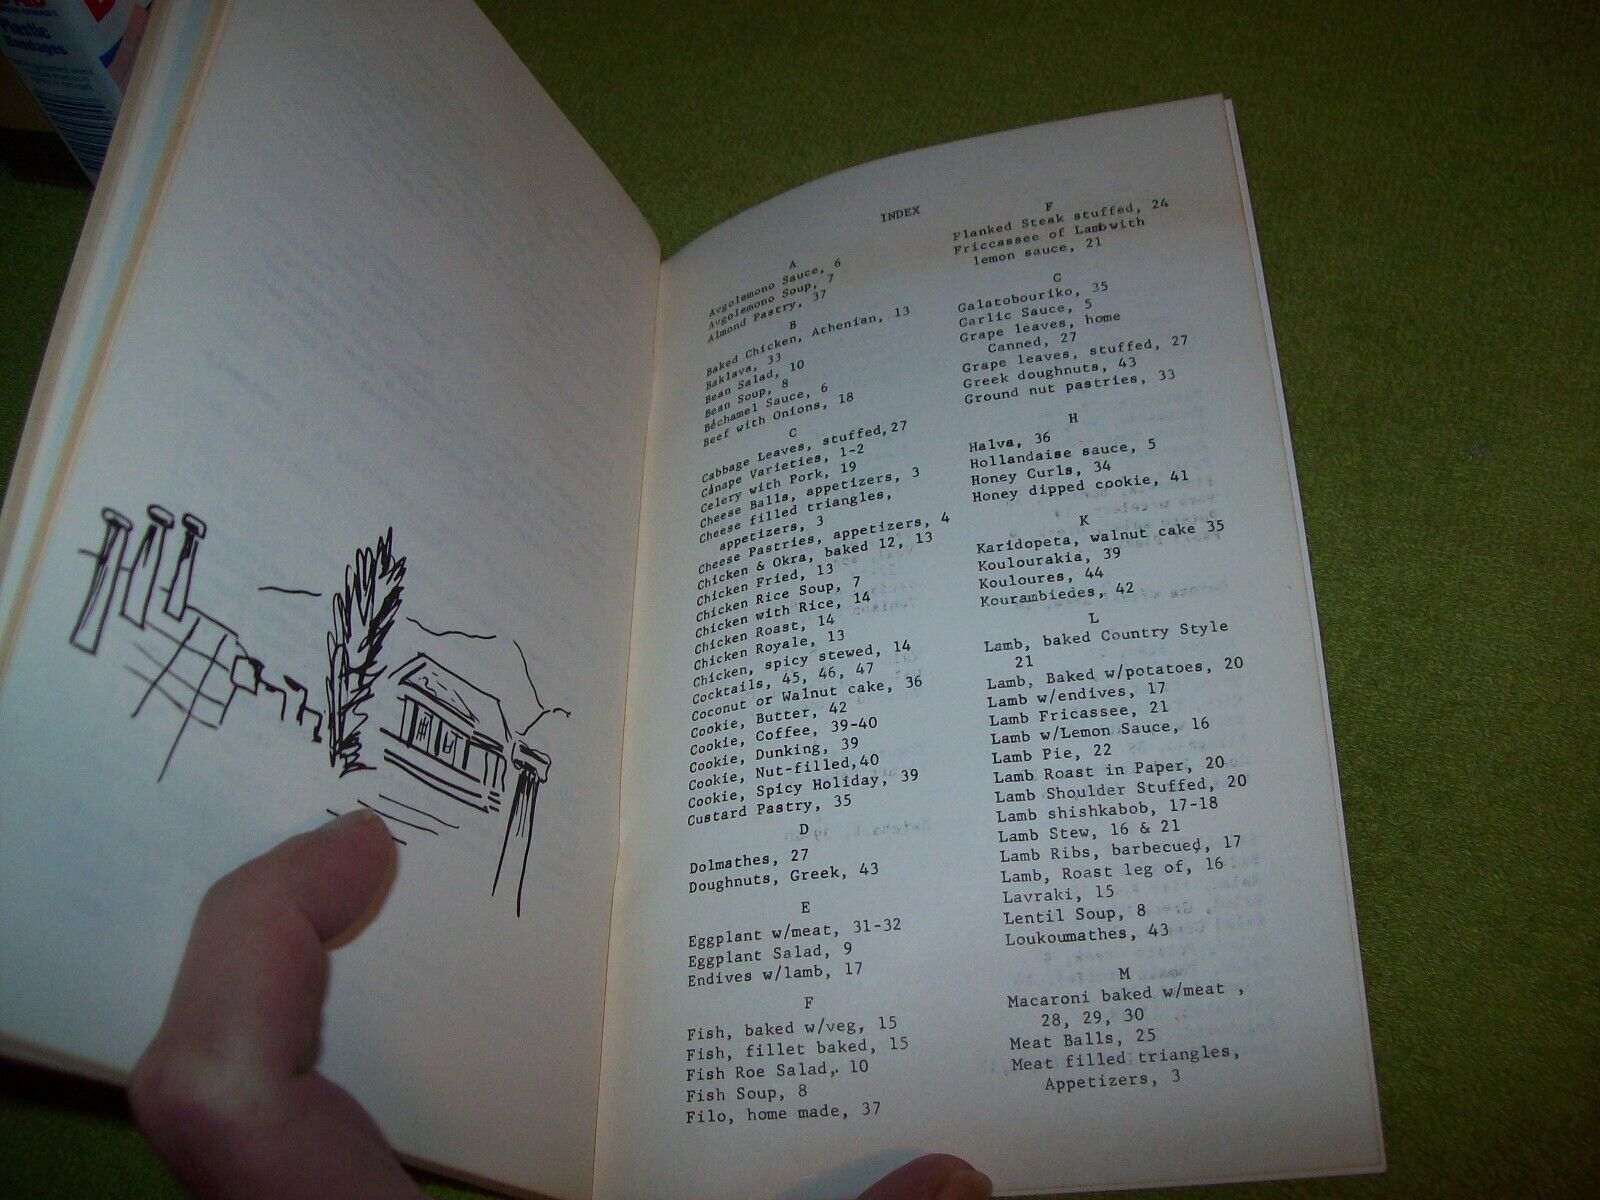 Plastic
Bandages
INDEX
A
Avgolemono Sauce, 6
Avgolemono Soup, 7
Almond Pastry, 37
B
Baked Chicken, Athenian, 13
Baklava, 33
Bean Salad, 10
Bean Soup, 8
Béchamel Sauce, 6
Beef with Onions, 18
C
Cabbage Leaves, stuffed, 27
Cánape Varieties, 1-2
Celery with Pork, 19
Cheese Balls, appetizers, 3
Cheese filled triangles,
appetizers, 3
Cheese Pastries, appetizers, 4
Chicken & Okra, baked 12, 13
Chicken Fried, 13
Chicken Rice Soup, 7
Chicken with Rice, 14
Chicken Roast, 14
Chicken Royale, 13
Chicken, spicy stewed, 14
Cocktails, 45, 46, 47
Coconut or Walnut cake, 36
Cookie, Butter, 42
Cookie, Coffee, 39-40
Cookie, Dunking, 39
Cookie, Nut-filled,40
Cookie, Spicy Holiday, 39
Custard Pastry, 35
D
Dolmathes, 27
Doughnuts, Greek, 43
E
Eggplant w/meat, 31-32
Eggplant Salad, 9
Endives w/lamb, 17
F
Fish, baked w/veg, 15
Fish, fillet baked, 15
Fish Roe Salad, 10
Fish Soup, 8
Filo, home made, 37
F
Flanked Steak stuffed, 24
Friccassee of Lambwith
lemon sauce, 21
G
Galatobouriko, 35
Garlic Sauce, 5
Grape leaves, home
Canned, 27
Grape leaves, stuffed, 27
Greek doughnuts, 43
Ground nut pastries, 33
H
Halva, 36
Hollandaise sauce, 5
Honey Curls, 34
Honey dipped cookie, 41
K
Karidopeta, walnut cake 35
Koulourakia, 39
Kouloures, 44
Kourambiedes, 42
L
Lamb, baked Country Style
21
Lamb, Baked w/potatoes, 20
Lamb w/endives, 17
Lamb Fricassee, 21
Lamb w/Lemon Sauce, 16
Lamb Pie, 22
Lamb Roast in Paper, 20
Lamb Shoulder Stuffed, 20
Lamb shishkabob, 17-18
Lamb Stew, 16 & 21
Lamb Ribs, barbecued, 17
Lamb, Roast leg of, 16
Lavraki, 15
Lentil Soup, 8
Loukoumathes, 43
M
Macaroni baked w/meat ,
28, 29, 30
Meat Balls, 25
Meat filled triangles,
Appetizers, 3